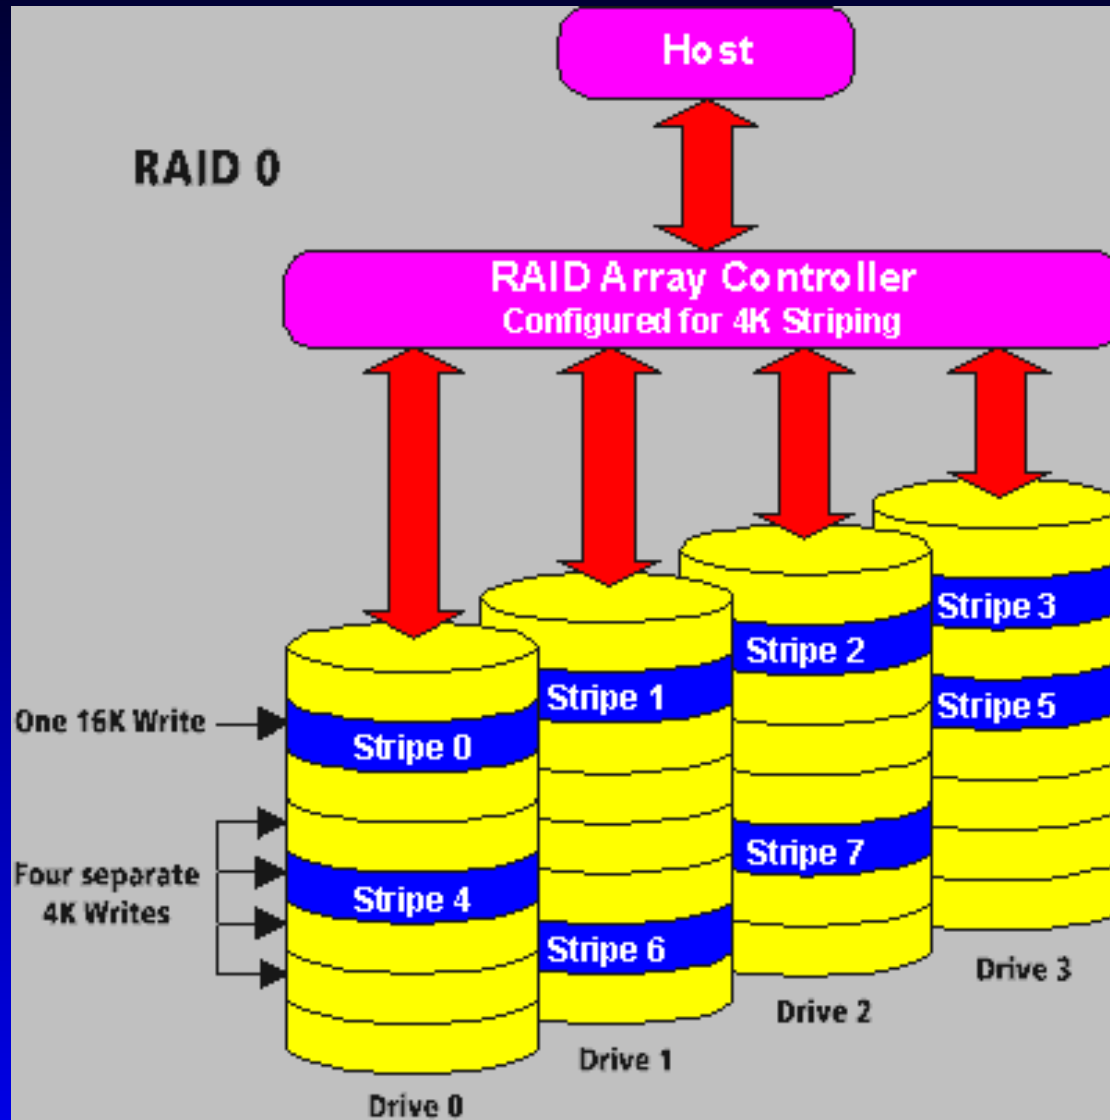 Host
RAID 0
RAID Array Controller
Configured for 4K Striping
Stripe 3
Stripe 2
Stripe 1
Stripe 5
One 16K Write
Stripe 0
Stripe 7
Four separate
4K Writes
Stripe 4
Stripe 6
Drive 3
Drive 2
Drive 1
Drive 0